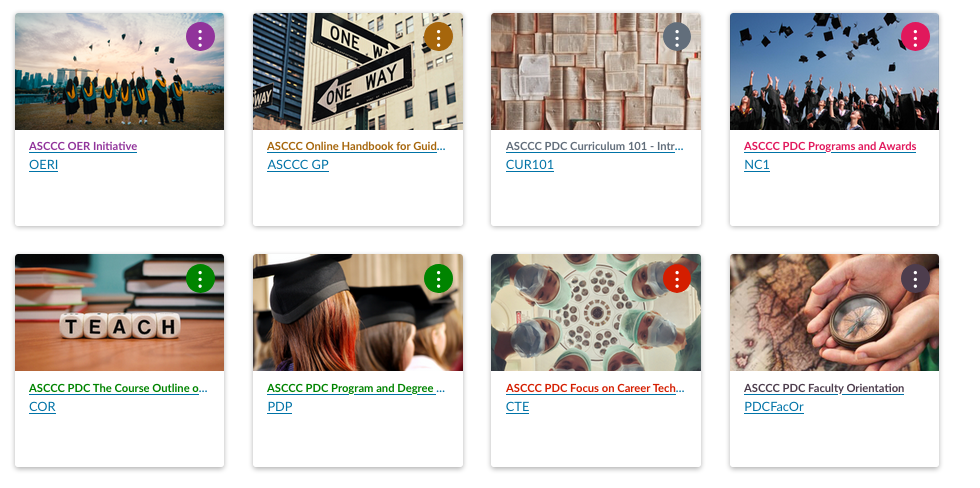 ONE WAY
ONE WAY
WAY
ASCCC OER Initiative
OERI
ASCCC Online Handbook for Guid...
ASCCC GP
ASCCC PDC Curriculum 101 - Intr...
CUR101
ASCCC PDC Programs and Awards
NC1
TEACH
ASCCC PDC The Course Outline o...
COR
ASCCC PDC Program and Degree ...
PDP
ASCCC PDC Focus on Career Tech...
CTE
ASCCC PDC Faculty Orientation
PDCFacOr